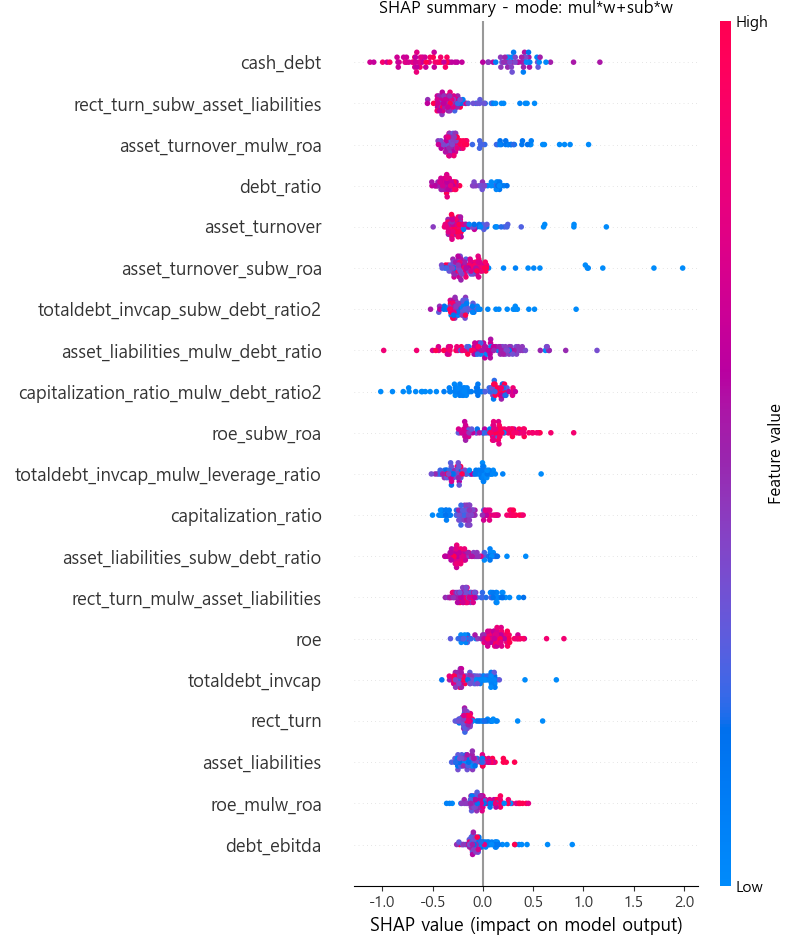 SHAP summary - mode: mul*w+sub*w
High
cash_debt
rect_turn_subw_asset_liabilities
asset_turnover_mulw_roa
debt_ratio
asset_turnover
asset_turnover_subw_roa
totaldebt_invcap_subw_debt_ratio2
asset_liabilities_mulw_debt_ratio
capitalization_ratio_mulw_debt_ratio2
roe_subw_roa
totaldebt_invcap_mulw_leverage_ratio
capitalization_ratio
asset_liabilities_subw_debt_ratio
rect_turn_mulw_asset_liabilities
roe
totaldebt_invcap
rect_turn
asset_liabilities
roe_mulw_roa
debt_ebitda
Feature value
Low
-1.0 -0.5 0.0 0.5 1.0 1.5 2.0
SHAP value (impact on model output)